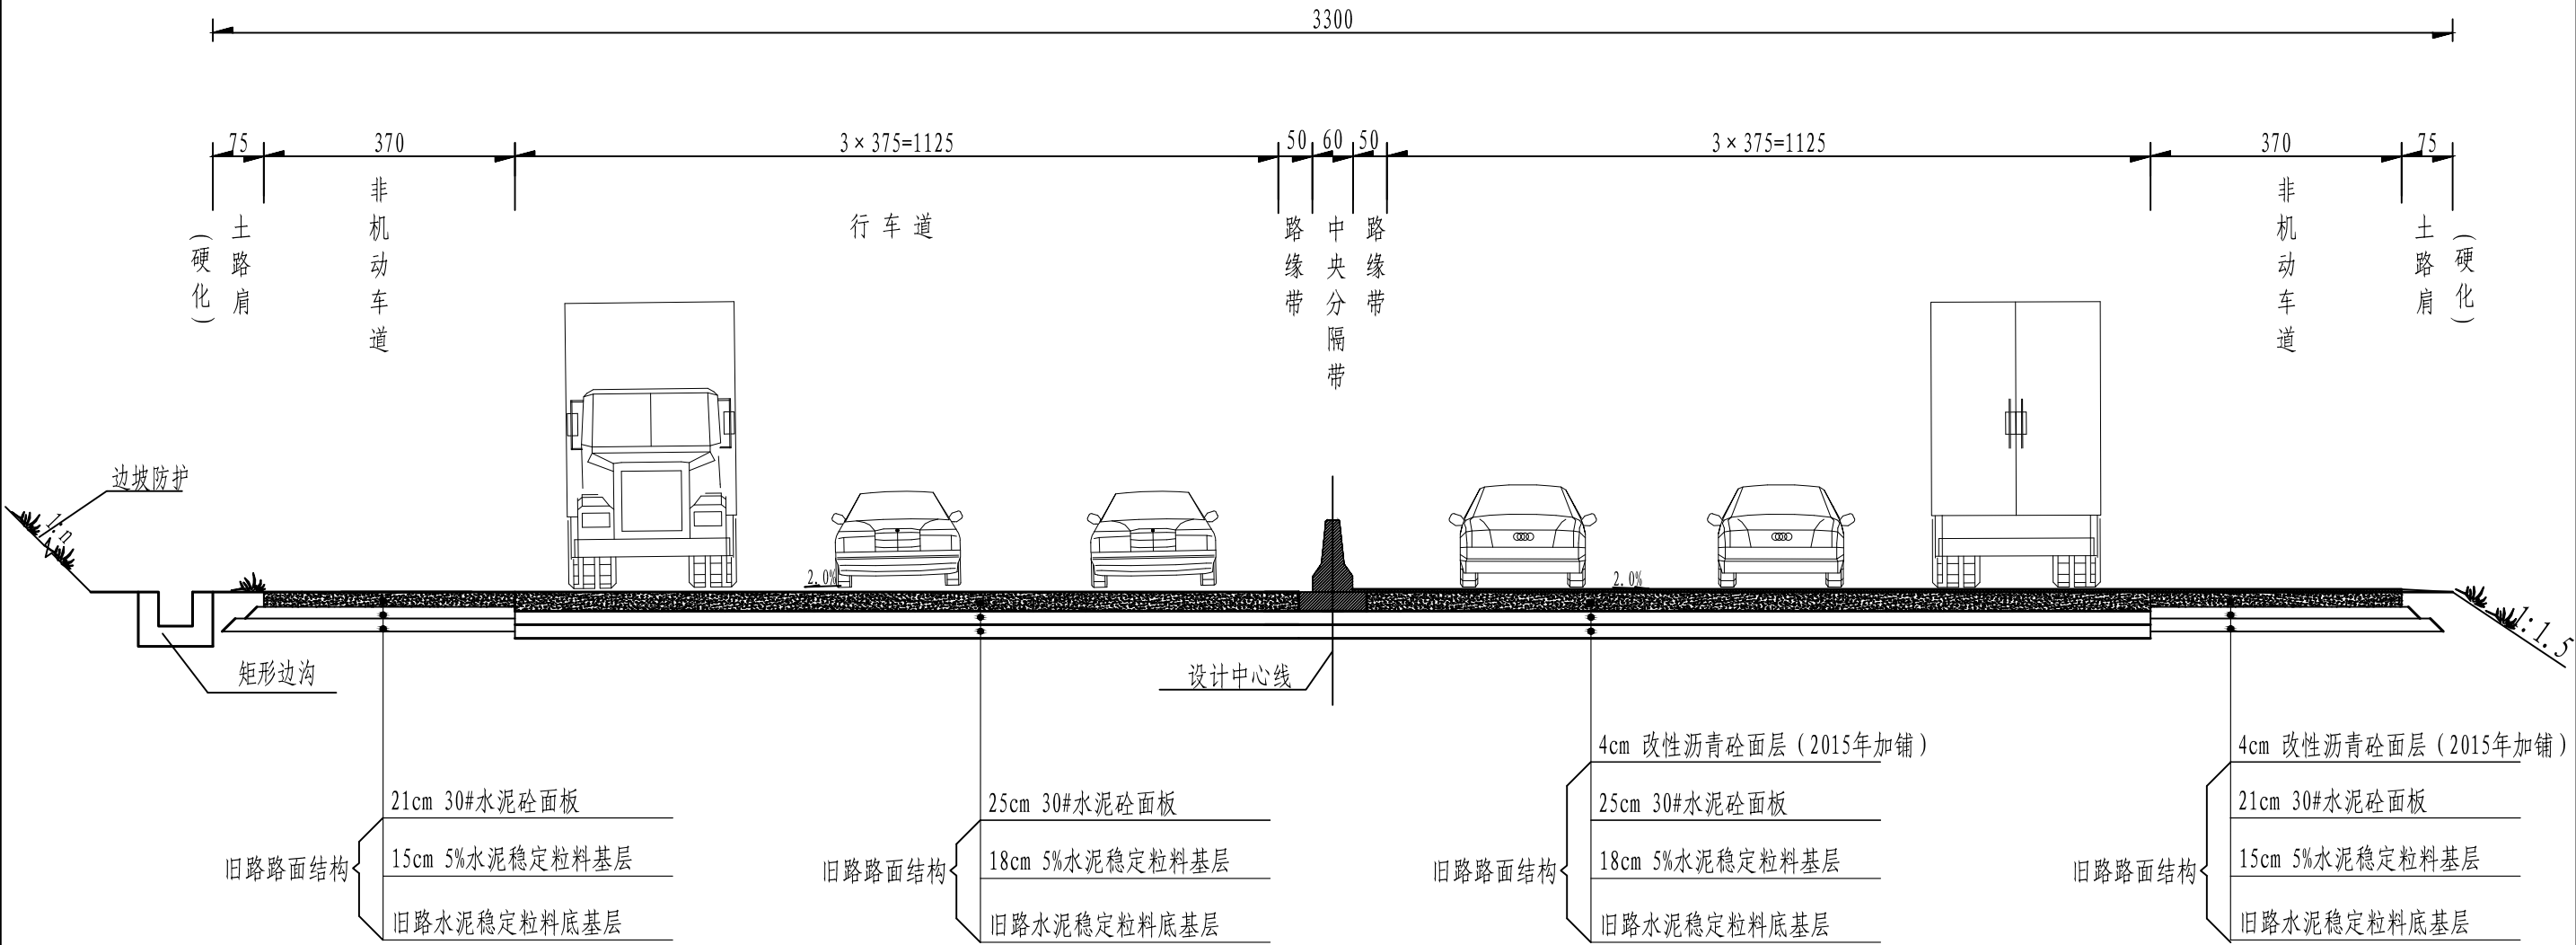 3300
75
370
3×375=1125
50
60
50
3×375=1125
370
75
(硬化)
土路肩
非机动车道
行车道
路缘带
中央分隔带
路缘带
非机动车道
土路肩
(硬化)
边坡防护
1:n
2.0%
2.0%
1:1.5
矩形边沟
设计中心线
旧路路面结构
21cm 30#水泥砼面板
15cm 5%水泥稳定粒料基层
旧路水泥稳定粒料底基层
旧路路面结构
25cm 30#水泥砼面板
18cm 5%水泥稳定粒料基层
旧路水泥稳定粒料底基层
旧路路面结构
4cm 改性沥青砼面层(2015年加铺)
25cm 30#水泥砼面板
18cm 5%水泥稳定粒料基层
旧路水泥稳定粒料底基层
旧路路面结构
4cm 改性沥青砼面层(2015年加铺)
21cm 30#水泥砼面板
15cm 5%水泥稳定粒料基层
旧路水泥稳定粒料底基层